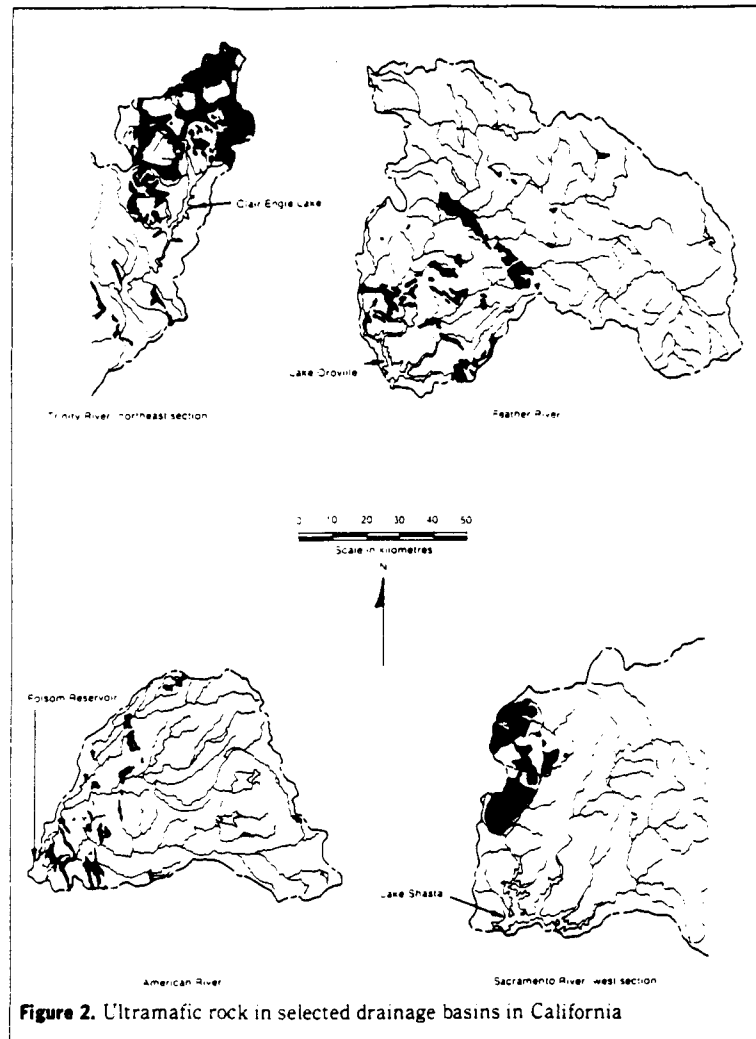 Clair Engle Lake
Lake Oroville
Trinity River northeast section
Feather River
0 10 20 30 40 50
Scale in kilometres
N
Folsom Reservoir
Lake Shasta
American River
Sacramento River west section
Figure 2. Ultramafic rock in selected drainage basins in California